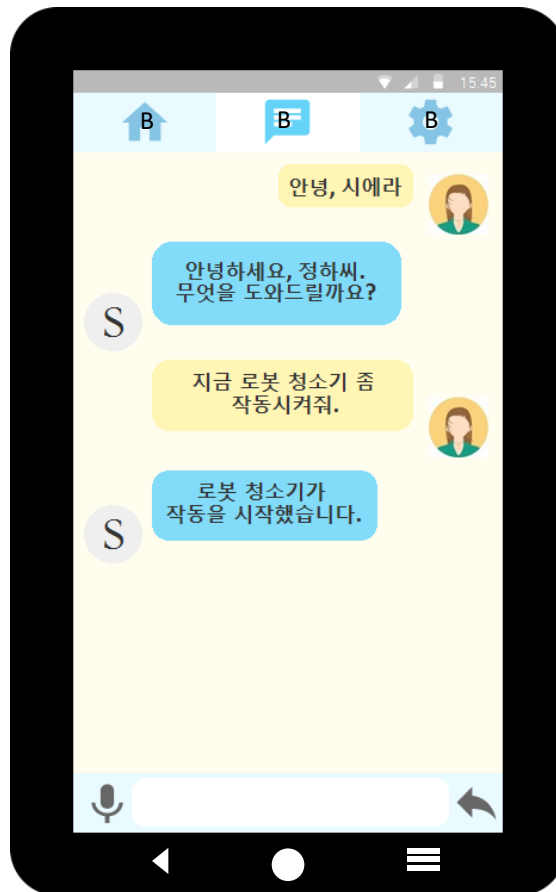 15:45
B
B
B
안녕, 시에라
안녕하세요, 정하씨.
무엇을 도와드릴까요?
S
지금 로봇 청소기 좀
작동시켜줘.
로봇 청소기가
작동을 시작했습니다.
S